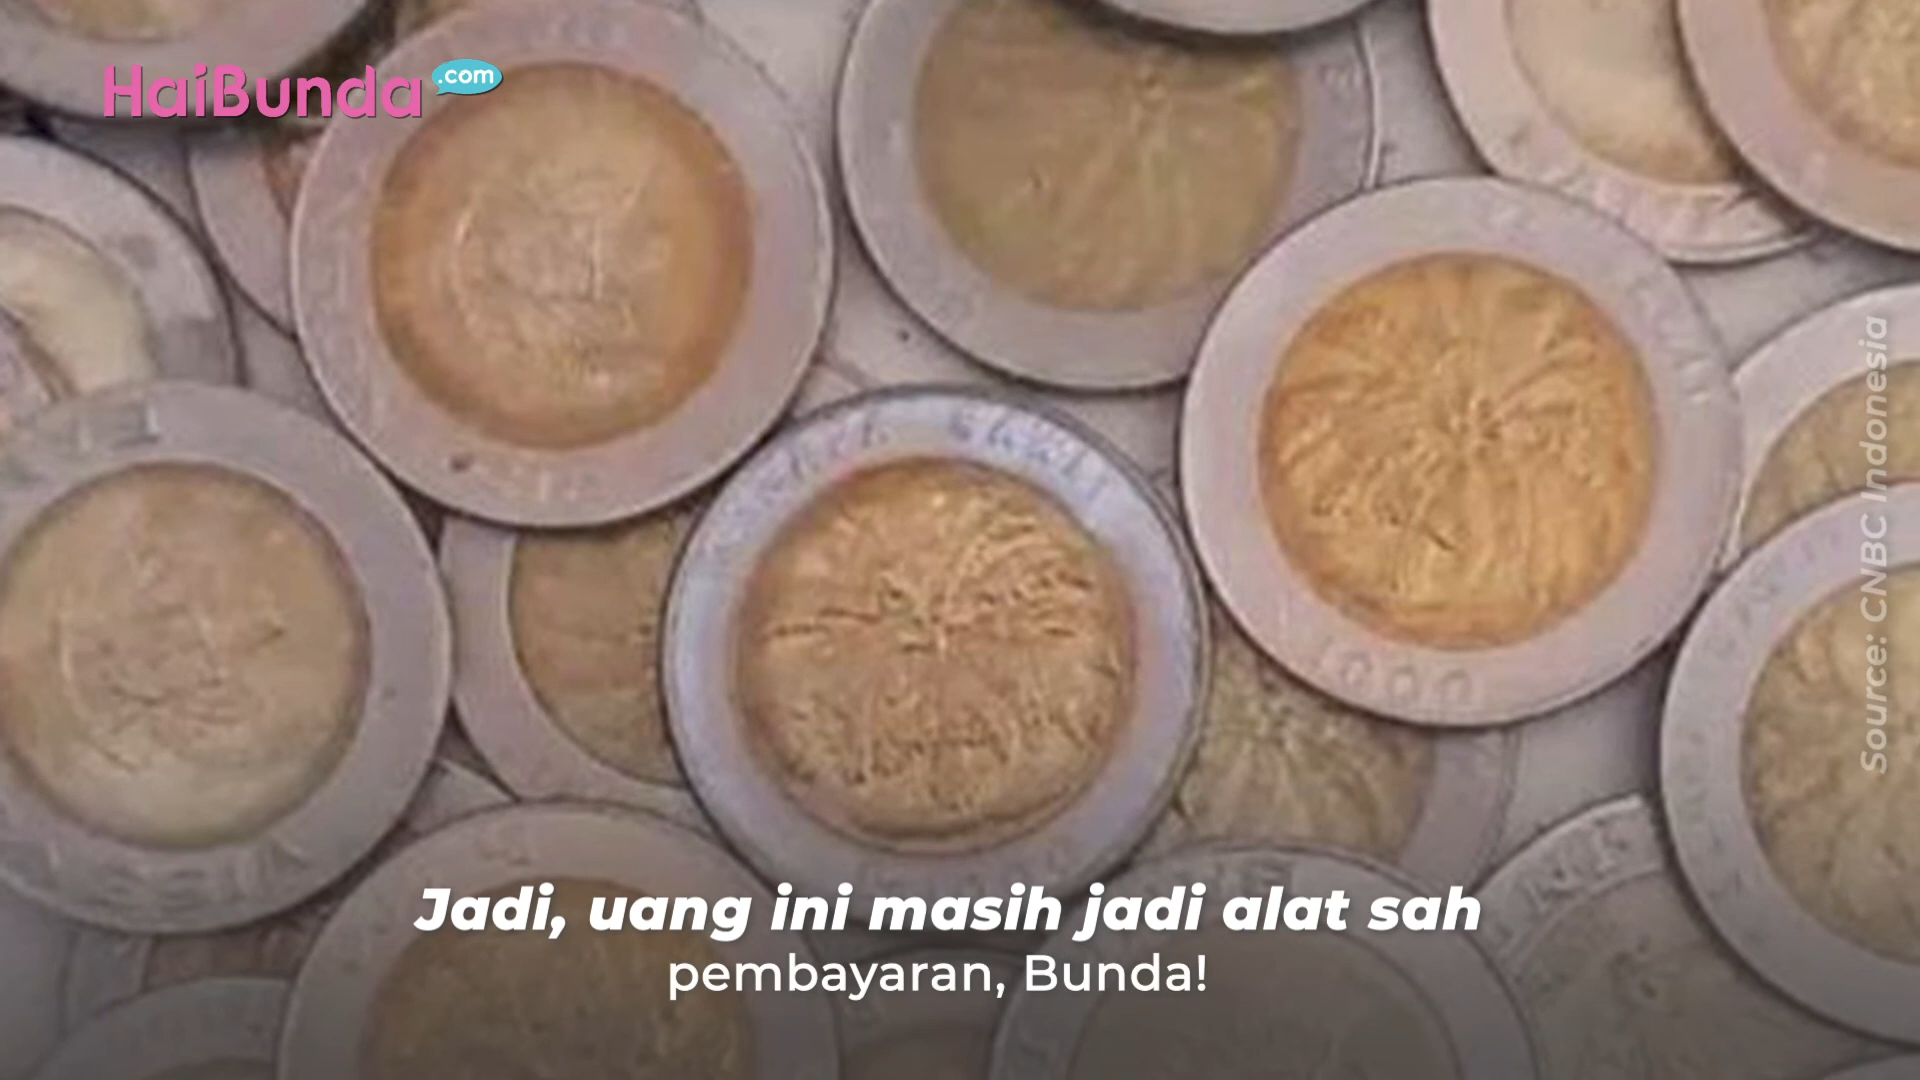 HaiBunda.com
Source: CNBC Indonesia
Jadi, uang ini masih jadi alat sah
pembayaran, Bunda!